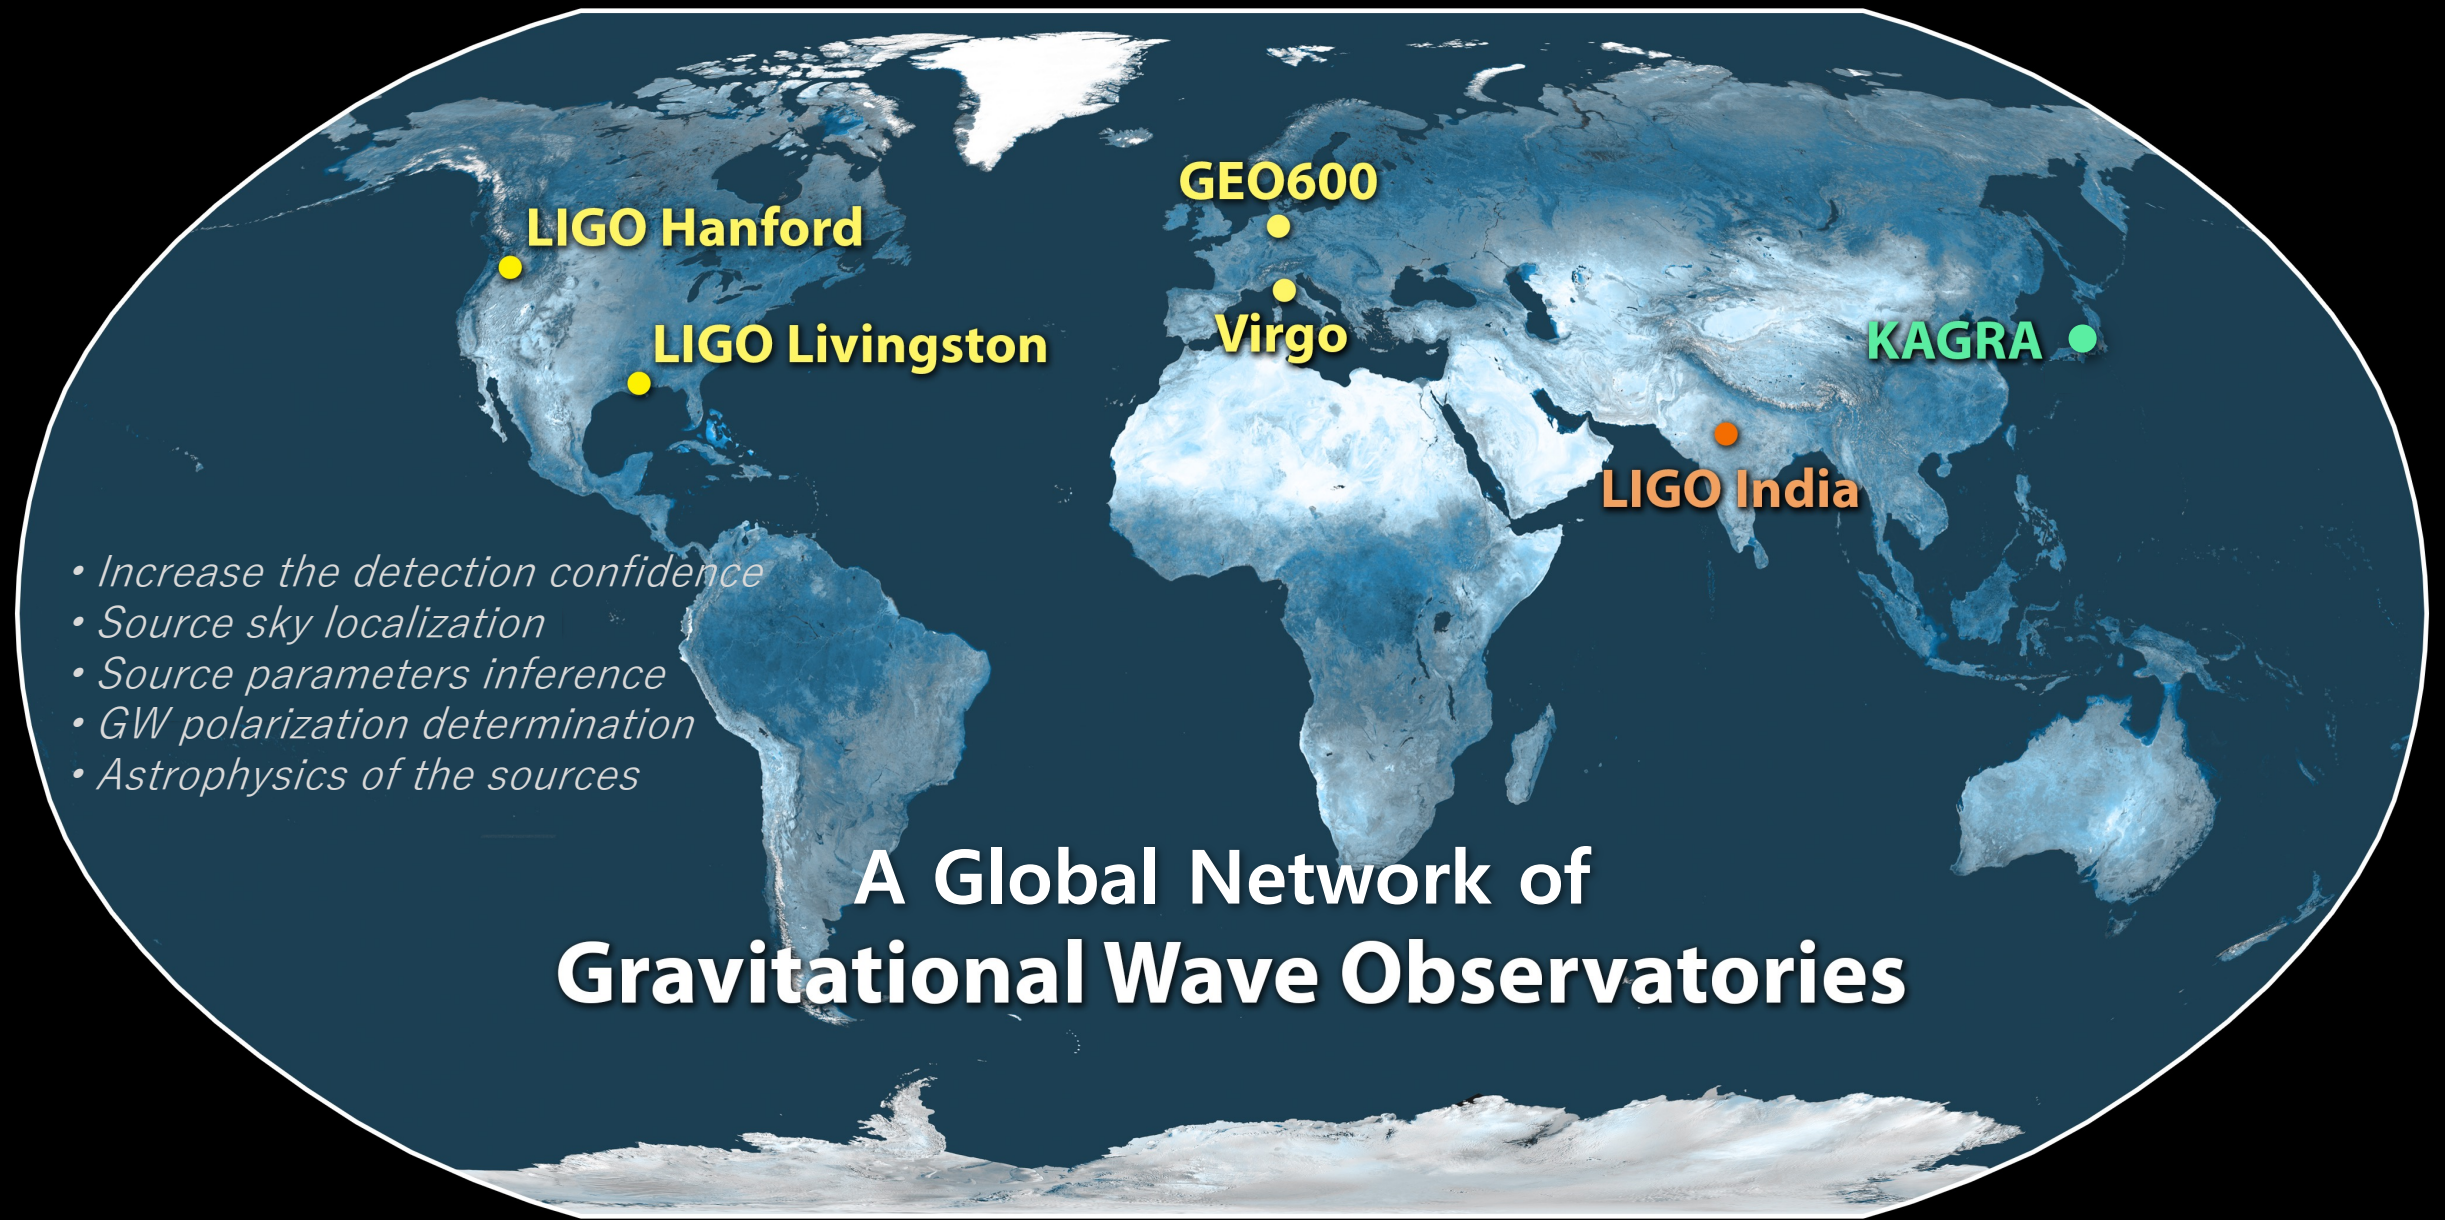 GEO600
LIGO Hanford
Virgo
KAGRA
LIGO Livingston
LIGO India
• Increase the detection confidence
• Source sky localization
• Source parameters inference
• GW polarization determination
• Astrophysics of the sources
A Global Network of
Gravitational Wave Observatories